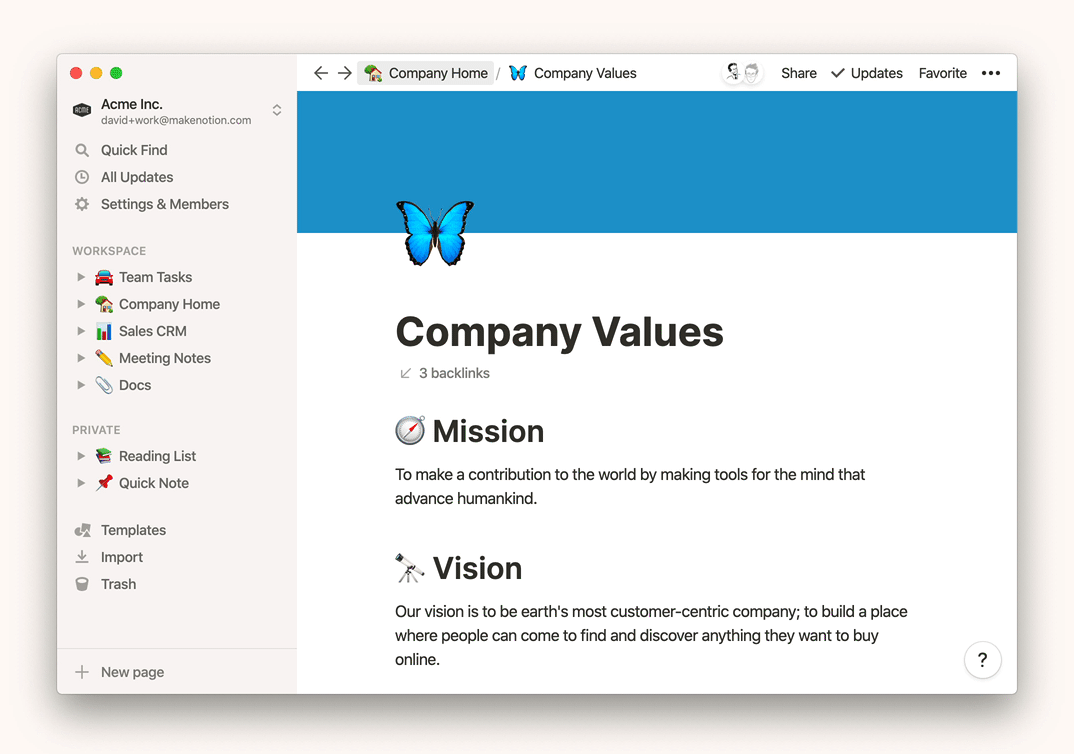 Company Home / Company Values
Share
Updates
Favorite
ACME
Acme Inc.
david+work@makenotion.com
Quick Find
All Updates
Settings & Members
WORKSPACE
Team Tasks
Company Home
Sales CRM
Meeting Notes
Docs
PRIVATE
Reading List
Quick Note
Templates
Import
Trash
New page
Company Values
3 backlinks
Mission
To make a contribution to the world by making tools for the mind that
advance humankind.
Vision
Our vision is to be earth's most customer-centric company; to build a place
where people can come to find and discover anything they want to buy
online.
?